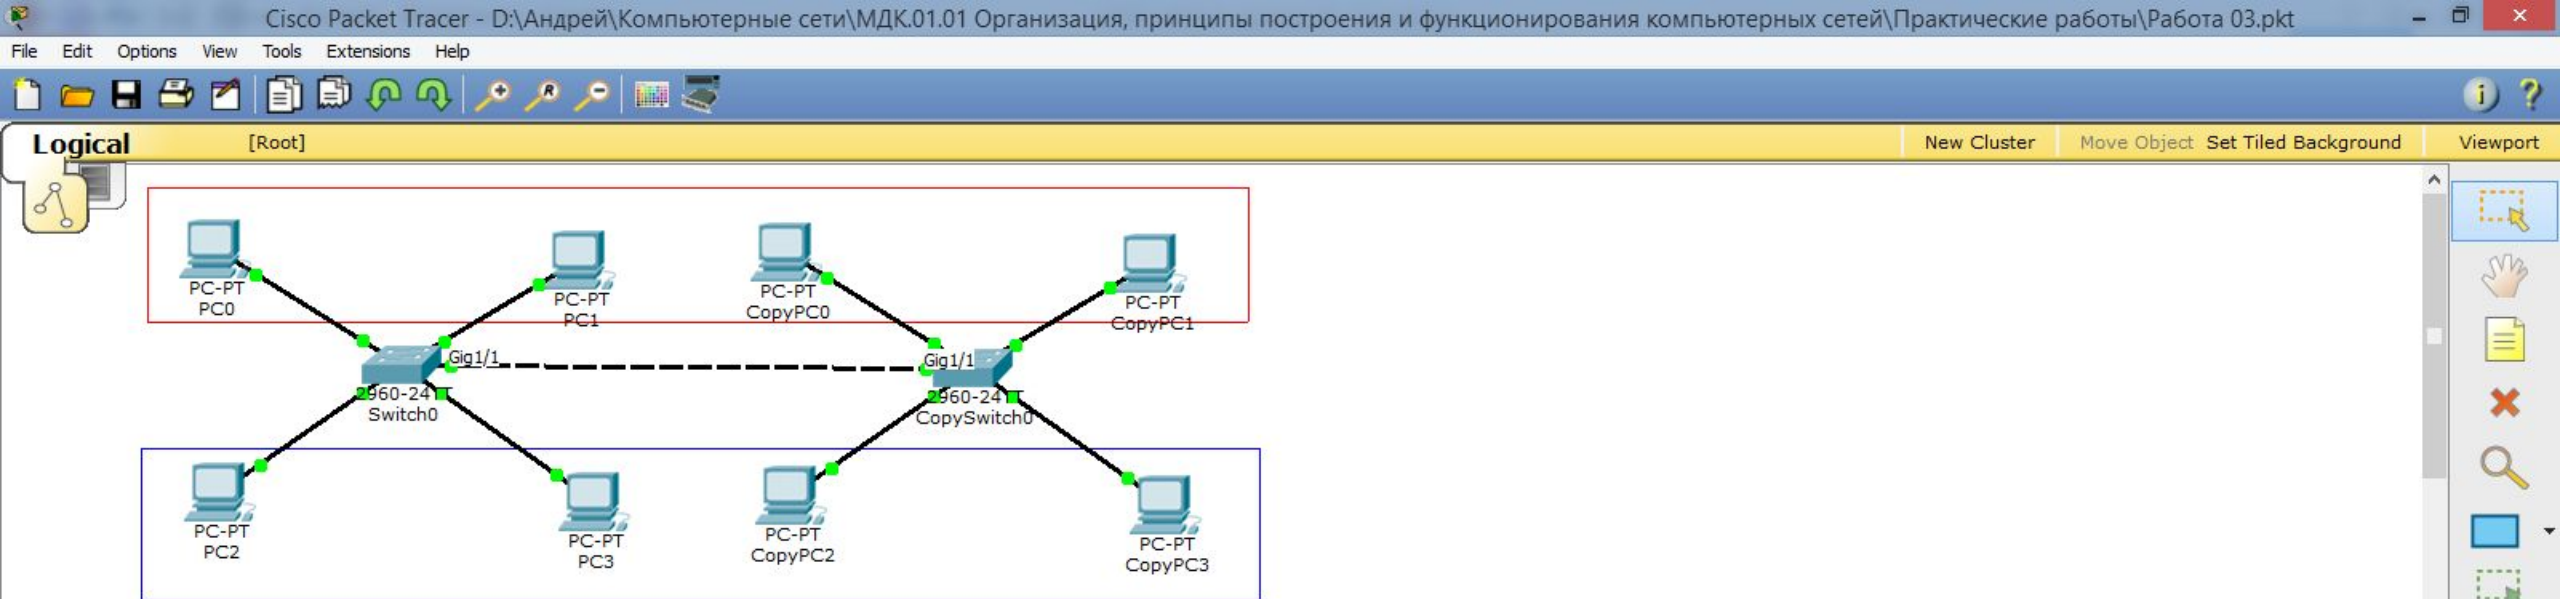 Cisco Packet Tracer - D:\Андрей\Компьютерные сети\МДК.01.01 Организация, принципы построения и функционирования компьютерных сетей\Практические работы\Работа 03.pkt
File Edit Options View Tools Extensions Help
Logical [Root] New Cluster Move Object Set Tiled Background Viewport
PC-PT
PC0
PC-PT
PC1
PC-PT
CopyPC0
PC-PT
CopyPC1
Gig1/1
Gig1/1
2960-24TT
Switch0
2960-24TT
CopySwitch0
PC-PT
PC2
PC-PT
PC3
PC-PT
CopyPC2
PC-PT
CopyPC3